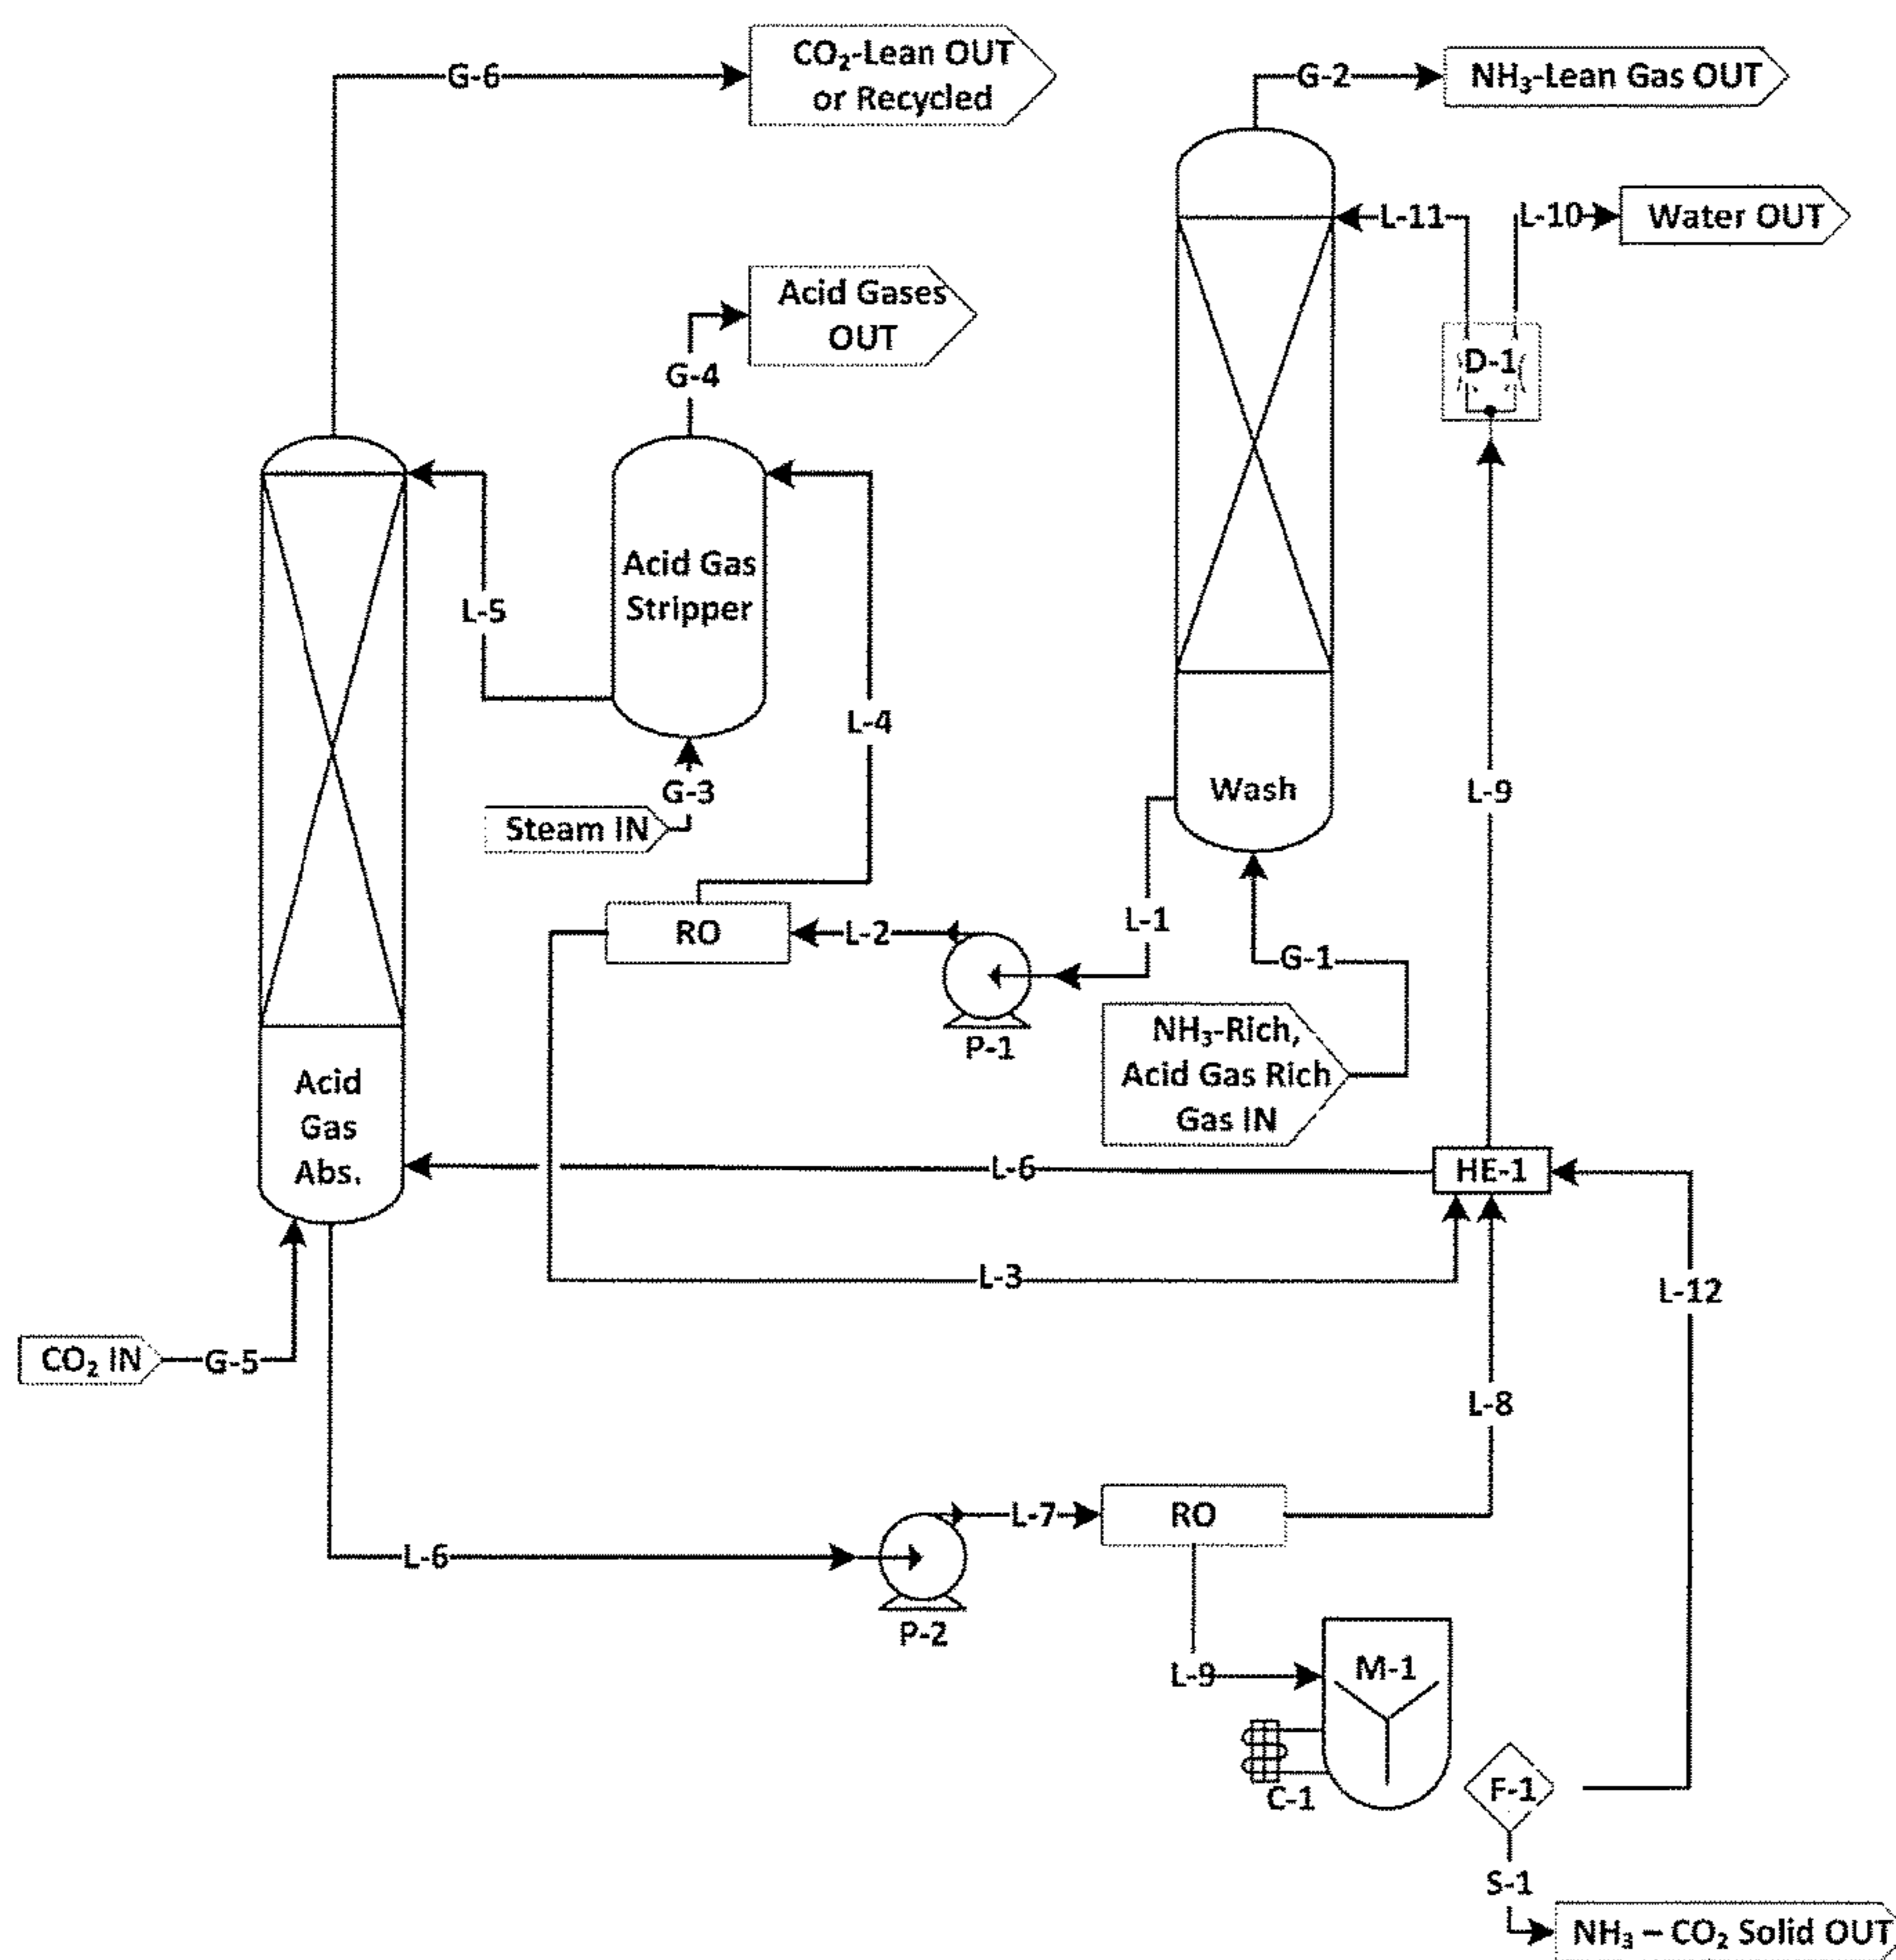 G-6
CO₂-Lean OUT
or Recycled
G-2
NH₃-Lean Gas OUT
L-11
L-10
Water OUT
Acid Gases
OUT
G-4
D-1
Acid Gas
Stripper
L-5
L-4
G-3
Steam IN
Wash
L-9
RO
L-2
L-1
G-1
P-1
NH₃-Rich,
Acid Gas Rich
Gas IN
Acid
Gas
Abs.
L-6
HE-1
L-3
L-12
CO₂ IN
G-5
L-8
L-6
L-7
RO
P-2
L-9
M-1
C-1
F-1
S-1
NH₃ – CO₂ Solid OUT